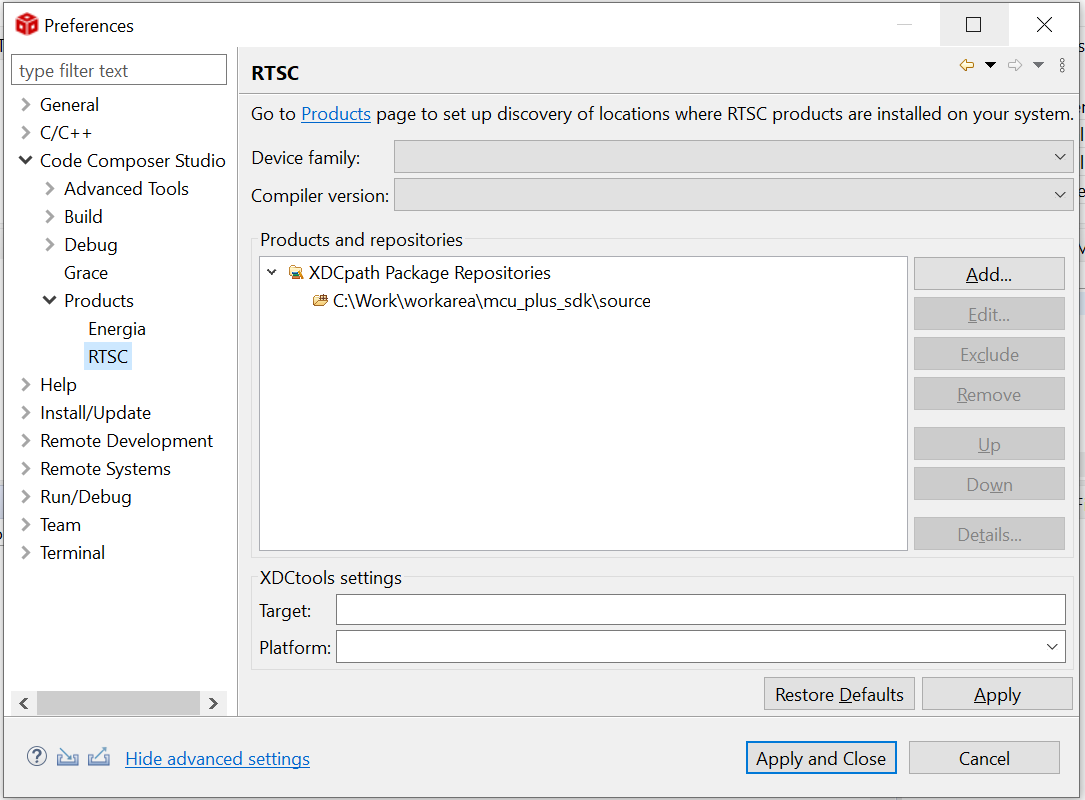 Preferences
type filter text
General
C/C++
Code Composer Studio
Advanced Tools
Build
Debug
Grace
Products
Energia
RTSC
Help
Install/Update
Remote Development
Remote Systems
Run/Debug
Team
Terminal
RTSC
Go to Products page to set up discovery of locations where RTSC products are installed on your system.
Device family:
Compiler version:
Products and repositories
XDCpath Package Repositories
C:\Work\workarea\mcu_plus_sdk\source
Add...
Edit...
Exclude
Remove
Up
Down
Details...
XDCtools settings
Target:
Platform:
Restore Defaults
Apply
Hide advanced settings
Apply and Close
Cancel